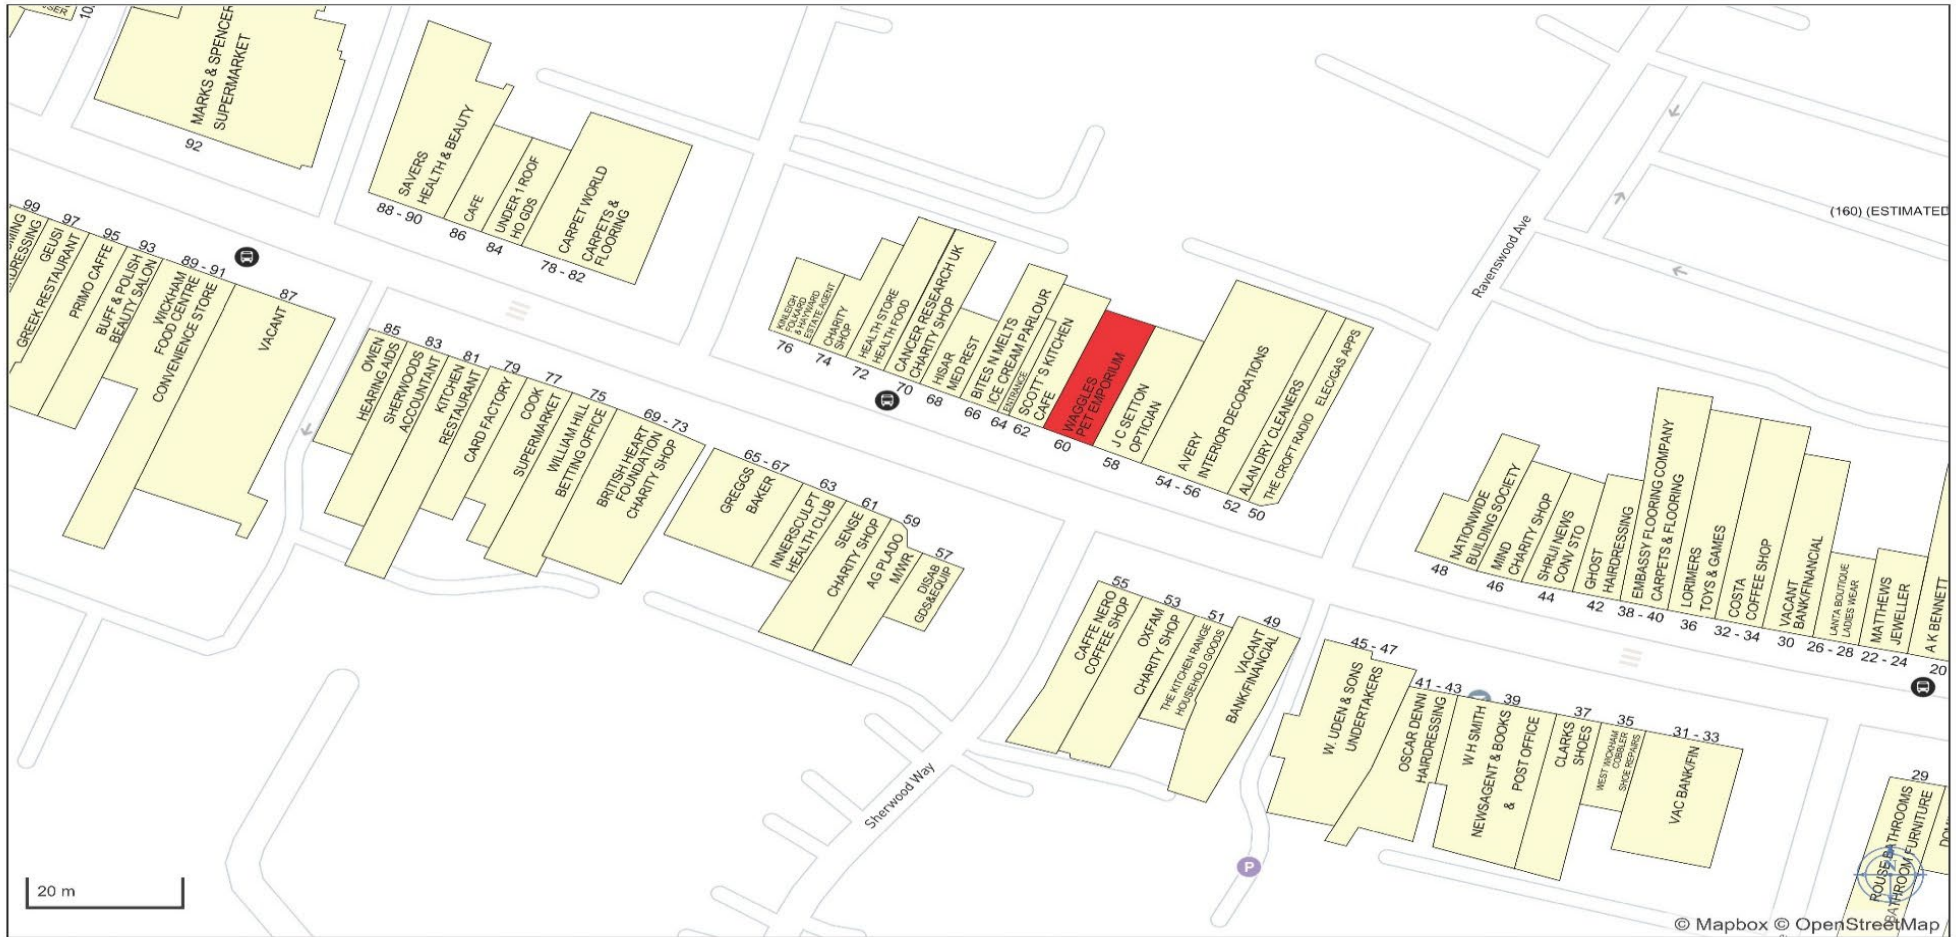 MARKS & SPENCER
SUPERMARKET
92
SAVERS
HEALTH & BEAUTY
88 - 90
CAFE
86
UNDER 1 ROOF
HO GDS
84
CARPET WORLD
CARPETS &
FLOORING
78 - 82
KINLEIGH
FOLKARD
& HAYWARD
ESTATE AGENT
76
CHARITY
SHOP
74
HEALTH STORE
HEALTH FOOD
72
CANCER RESEARCH UK
CHARITY SHOP
70
HISAR
MED REST
68
BITES N MELTS
ICE CREAM PARLOUR
66
ENTRANCE
64
SCOTT`S KITCHEN
CAFE
62
WAGGLES
PET EMPORIUM
60
J C SETTON
OPTICIAN
58
AVERY
INTERIOR DECORATIONS
54 - 56
ALAN DRY CLEANERS
52
THE CROFT RADIO ELEC/GAS APPS
50
Ravenswood Ave
(160) (ESTIMATED
NATIONWIDE
BUILDING SOCIETY
48
MIND
CHARITY SHOP
46
SHRIJI NEWS
CONV STO
44
GHOST
HAIRDRESSING
42
EMBASSY FLOORING COMPANY
CARPETS & FLOORING
38 - 40
LORIMERS
TOYS & GAMES
36
COSTA
COFFEE SHOP
32 - 34
VACANT
BANK/FINANCIAL
30
LANTA BOUTIQUE
LADIES WEAR
26 - 28
MATTHEWS
JEWELLER
22 - 24
A K BENNETT
20
99
97
GEUSI
GREEK RESTAURANT
95
PRIMO CAFFE
93
BUFF & POLISH
BEAUTY SALON
89 - 91
WICKHAM
FOOD CENTRE
CONVENIENCE STORE
87
VACANT
85
OWEN
HEARING AIDS
83
SHERWOODS
ACCOUNTANT
81
KITCHEN
RESTAURANT
79
CARD FACTORY
77
COOK
SUPERMARKET
75
WILLIAM HILL
BETTING OFFICE
69 - 73
BRITISH HEART
FOUNDATION
CHARITY SHOP
65 - 67
GREGGS
BAKER
63
INNERSCULPT
HEALTH CLUB
61
SENSE
CHARITY SHOP
59
AG PLADO
M/WR
57
DISAB
GDS&EQUIP
55
CAFFE NERO
COFFEE SHOP
53
OXFAM
CHARITY SHOP
51
THE KITCHEN RANGE
HOUSEHOLD GOODS
49
VACANT
BANK/FINANCIAL
45 - 47
W. UDEN & SONS
UNDERTAKERS
41 - 43
OSCAR DENNI
HAIRDRESSING
39
W H SMITH
NEWSAGENT & BOOKS
& POST OFFICE
37
CLARKS
SHOES
35
WEST WICKHAM
COBBLER
SHOE REPAIRS
31 - 33
VAC BANK/FIN
29
ROUSE BATHROOMS
BATHROOM FURNITURE
Sherwood Way
P
20 m
© Mapbox © OpenStreetMap